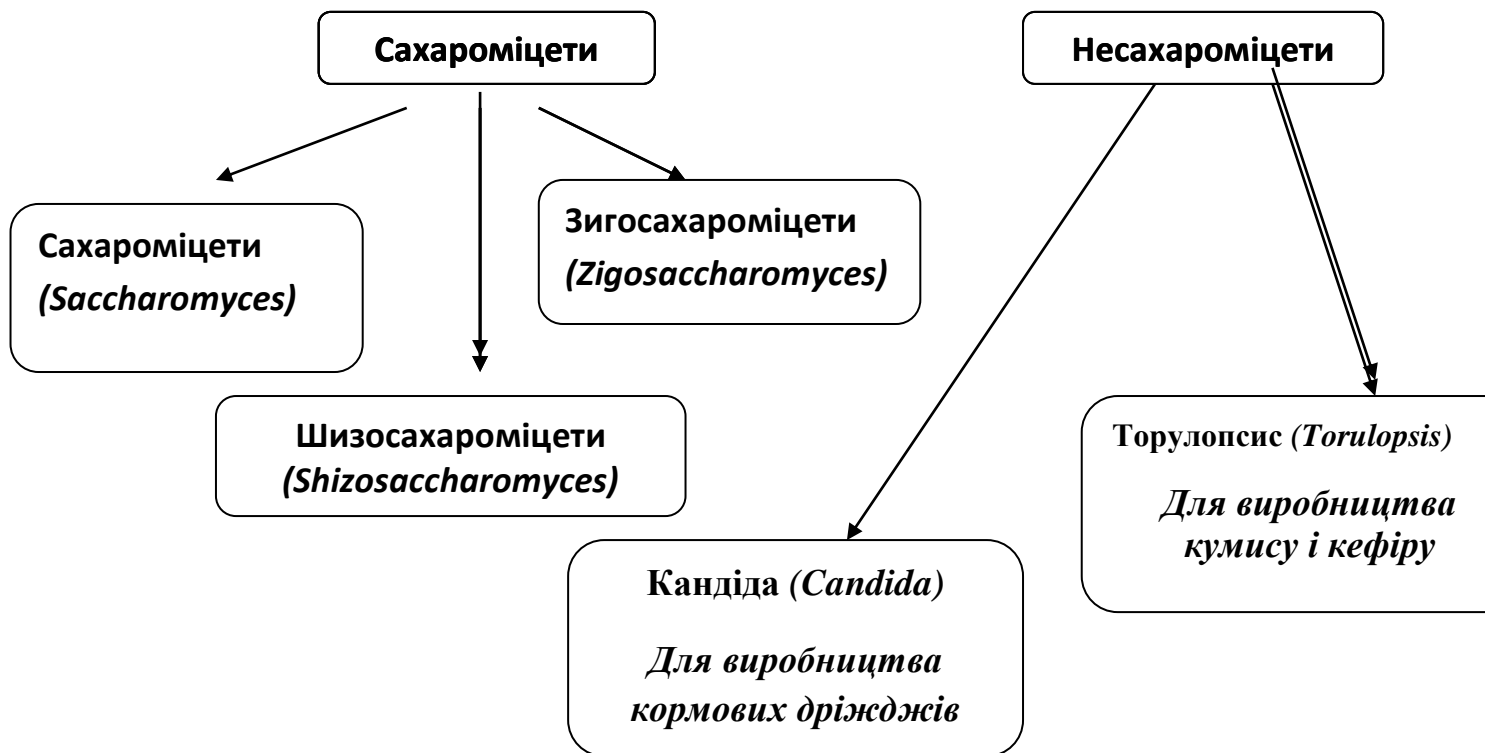 Сахароміцети
Несахароміцети
Сахароміцети
(Saccharomyces)
Зигосахароміцети
(Zigosaccharomyces)
Шизосахароміцети
(Shizosaccharomyces)
Торулопсис (Torulopsis)
Для виробництва
кумису і кефіру
Кандіда (Candida)
Для виробництва
кормових дріжджів